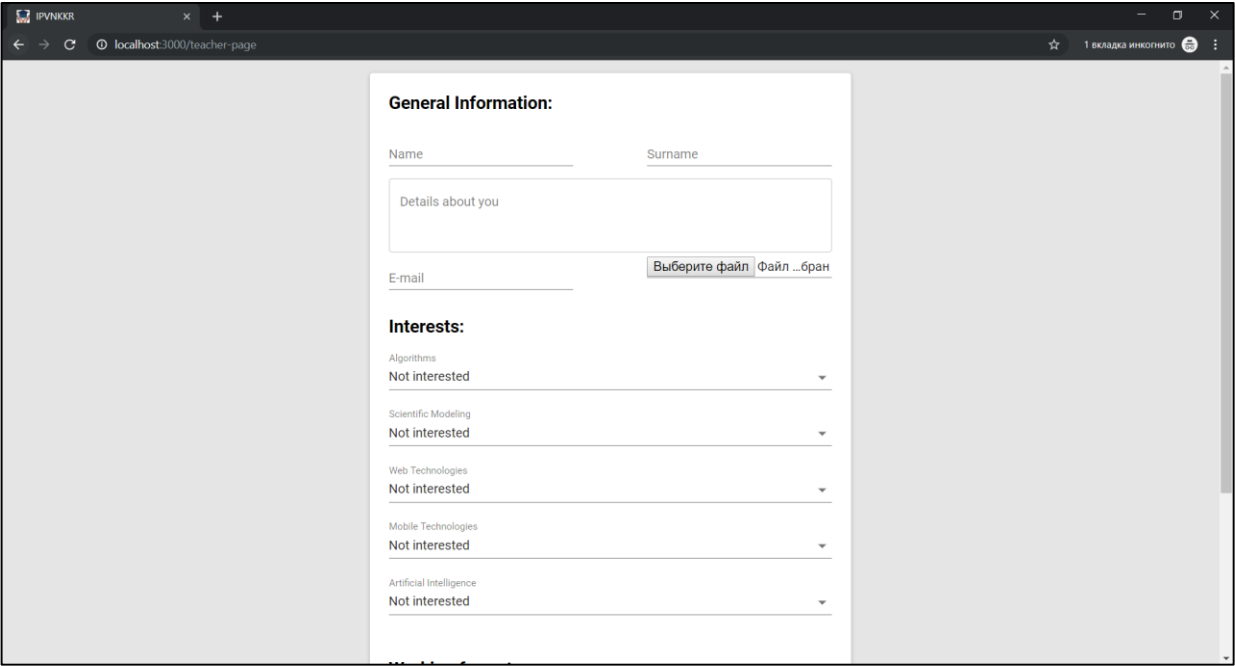 IPVNKKR
localhost:3000/teacher-page
1 вкладка инкогнито
General Information:
Name
Surname
Details about you
E-mail
Выберите файл Файл ...бран
Interests:
Algorithms
Not interested
Scientific Modeling
Not interested
Web Technologies
Not interested
Mobile Technologies
Not interested
Artificial Intelligence
Not interested